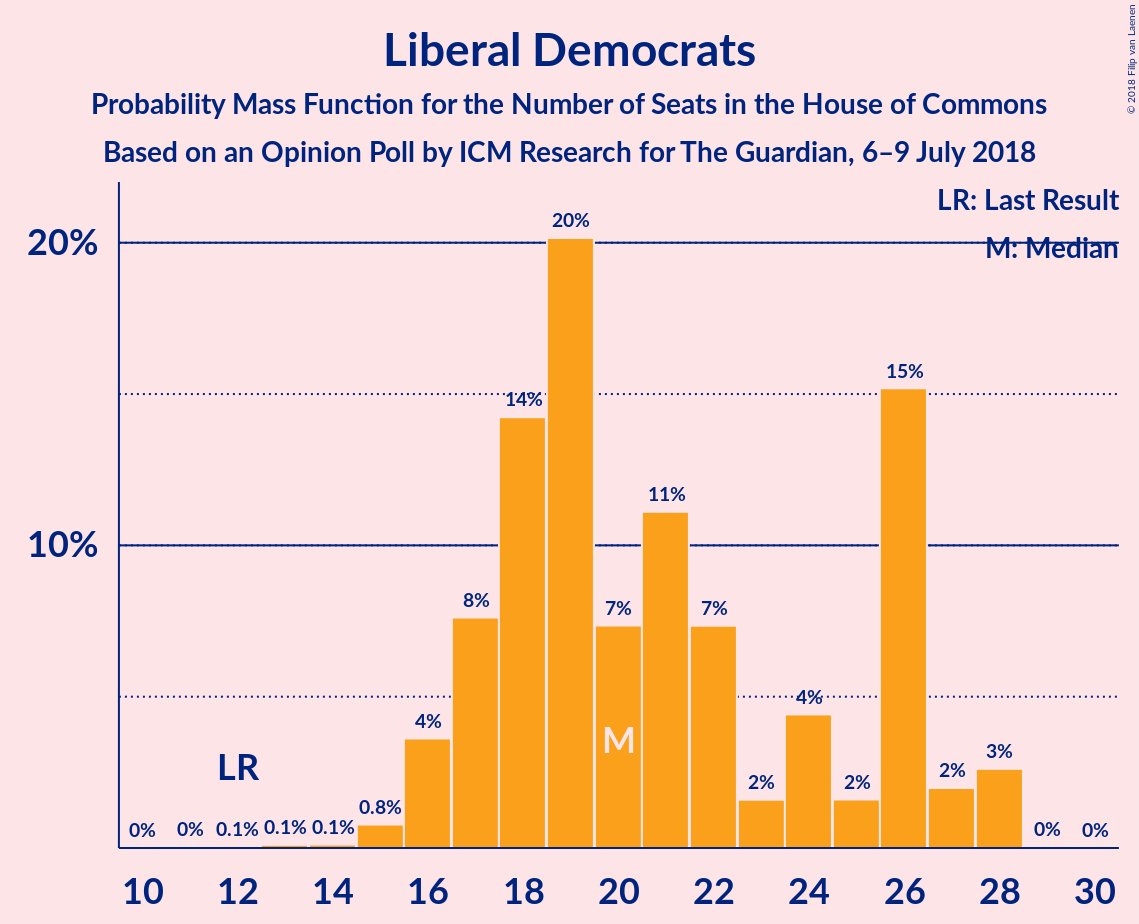 Liberal Democrats
Probability Mass Function for the Number of Seats in the House of Commons
Based on an Opinion Poll by ICM Research for The Guardian, 6–9 July 2018
© 2018 Filip van Laenen
LR: Last Result
M: Median
20%
10%
0%
0%
0.1%
0.1%
0.1%
0.8%
4%
8%
14%
20%
7%
11%
7%
2%
4%
2%
15%
2%
3%
0%
0%
LR
M
10 12 14 16 18 20 22 24 26 28 30